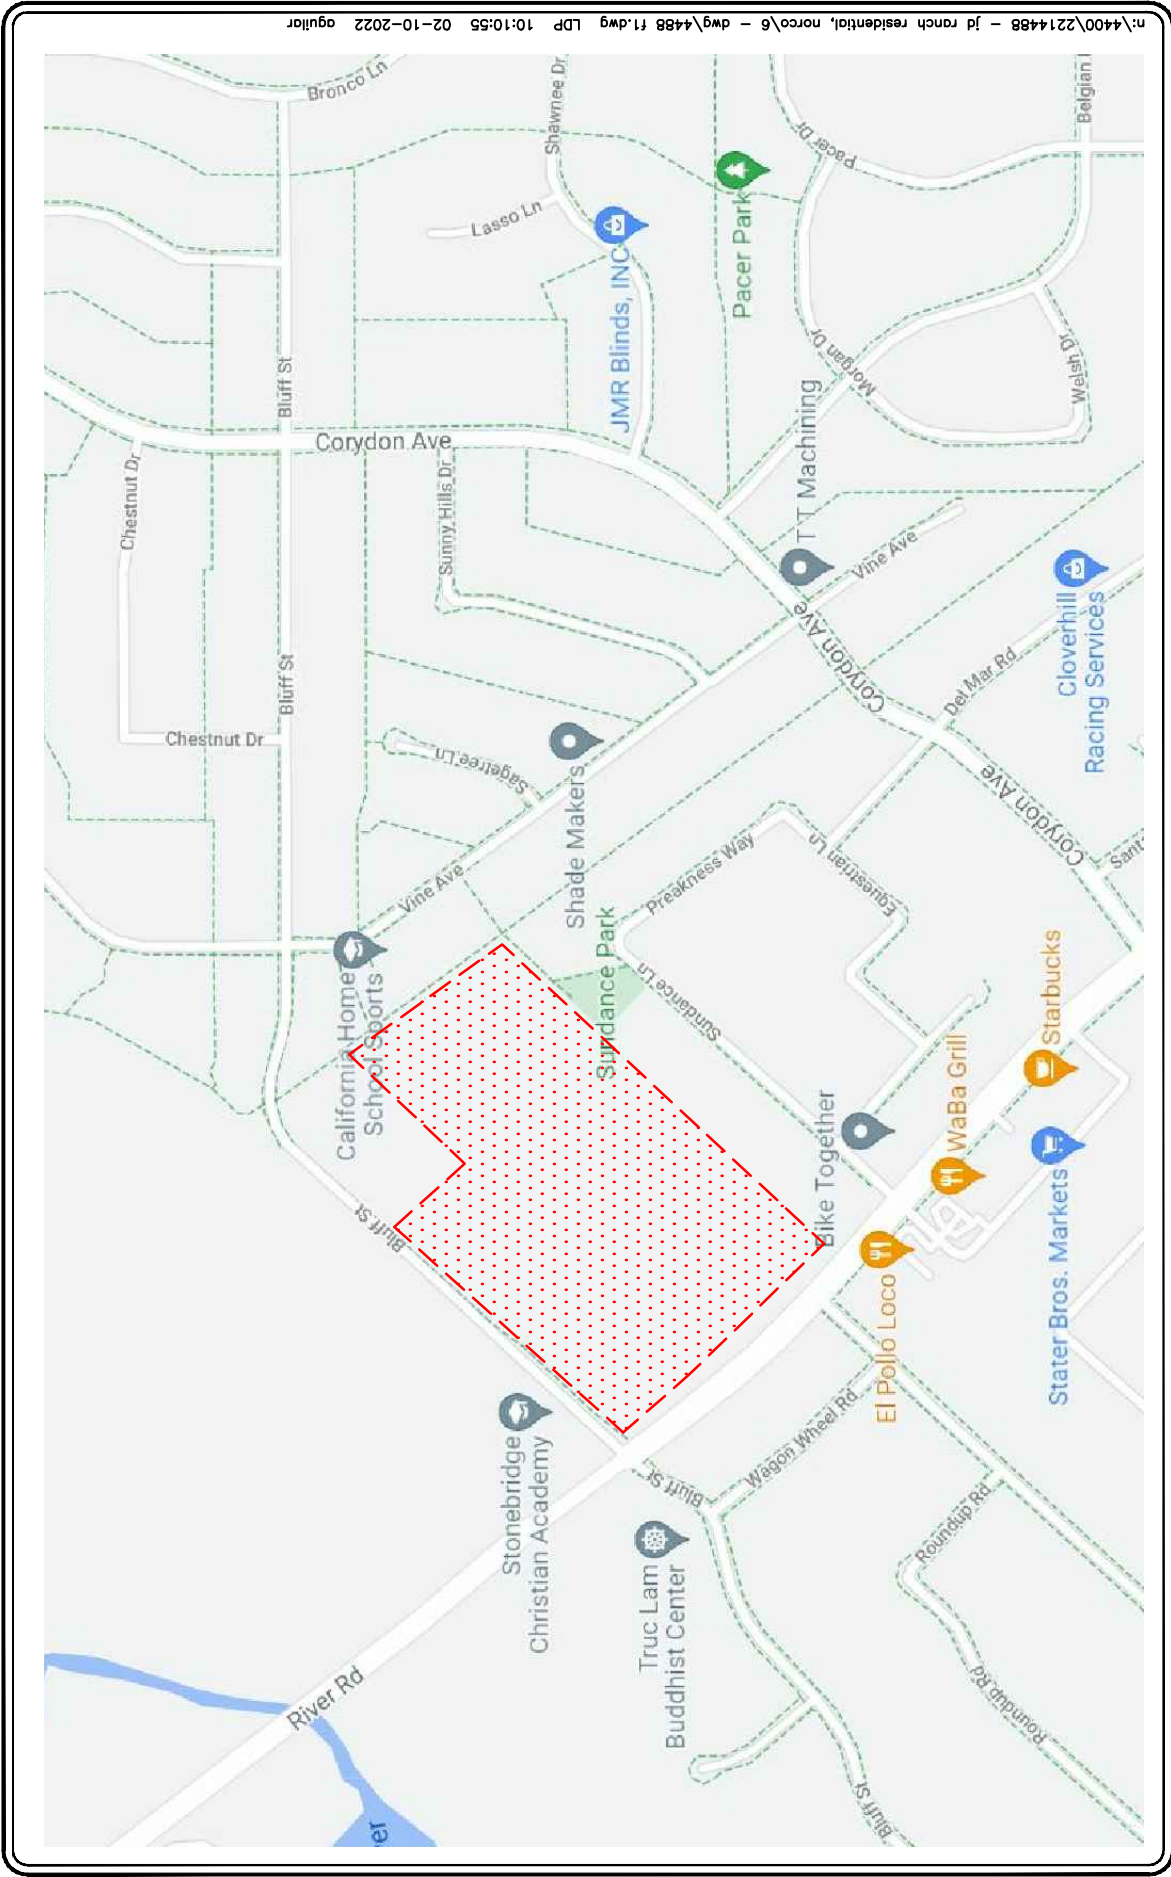 n:\4400\2214488 - jd ranch residential, norco\6 - dwg\4488 f1.dwg LDP 10:10:55 02-10-2022 aguilar
Bronco Ln
Shawnee Dr
Pacer Dr
Belgian
Lasso Ln
Pacer Park
JMR Blinds, INC
Bluff St
Morgan Dr
Welsh Dr
Corydon Ave
T T Machining
Chestnut Dr
Sunny Hills Dr
Vine Ave
Cloverhill
Racing Services
Corydon Ave
Bluff St
Del Mar Rd
Chestnut Dr
Sagetree Ln
Shade Makers
Corydon Ave
Vine Ave
Preakness Way
Equestrian Ln
Sant
California Home
School Sports
Sundance Park
Sundance Ln
Starbucks
WaBa Grill
Bike Together
Bluff St
Stater Bros. Markets
El Pollo Loco
Stonebridge
Christian Academy
Wagon Wheel Rd
Bluff St
Roundup Rd
Truc Lam
Buddhist Center
River Rd
Roundup Rd
Bluff St
er